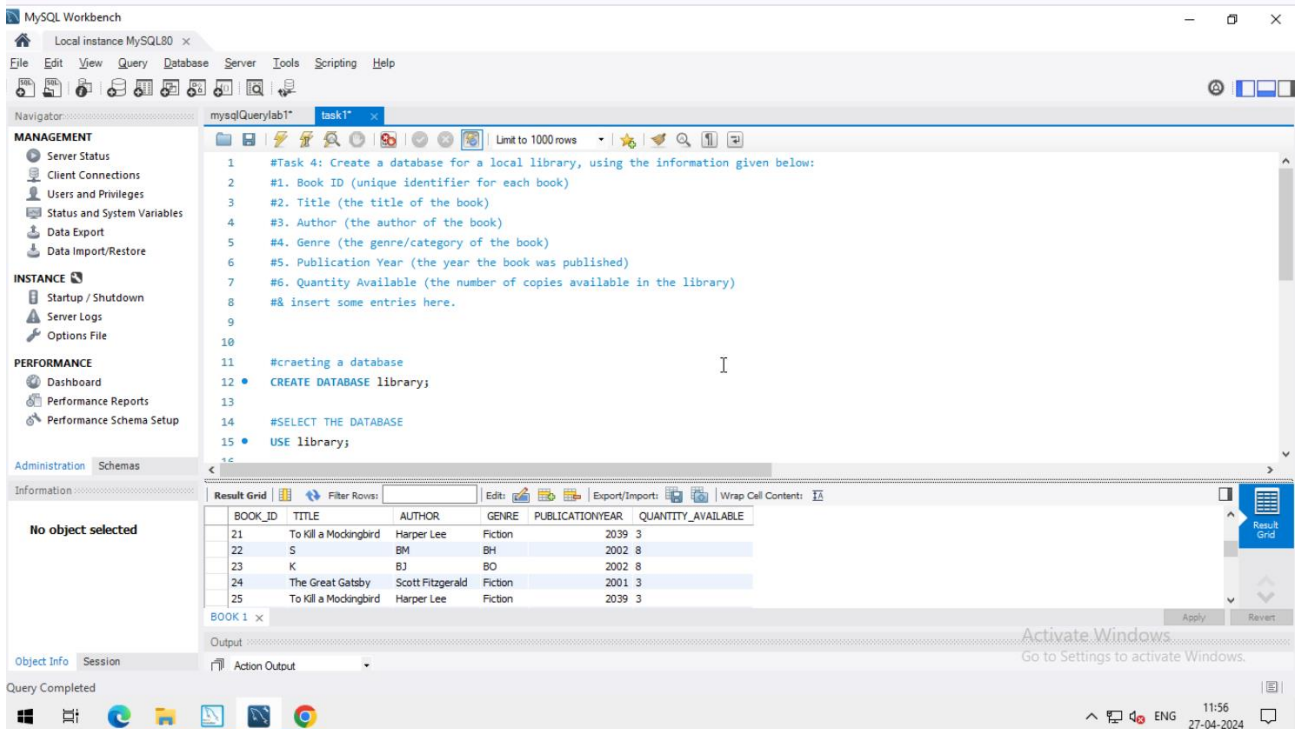 MySQL Workbench
Local instance MySQL80
File Edit View Query Database Server Tools Scripting Help
Navigator
MANAGEMENT
Server Status
Client Connections
Users and Privileges
Status and System Variables
Data Export
Data Import/Restore
INSTANCE
Startup / Shutdown
Server Logs
Options File
PERFORMANCE
Dashboard
Performance Reports
Performance Schema Setup
Administration Schemas
Information
No object selected
Object Info Session
mysqlQuerylab1* task1*
Limit to 1000 rows
1 #Task 4: Create a database for a local library, using the information given below:
2 #1. Book ID (unique identifier for each book)
3 #2. Title (the title of the book)
4 #3. Author (the author of the book)
5 #4. Genre (the genre/category of the book)
6 #5. Publication Year (the year the book was published)
7 #6. Quantity Available (the number of copies available in the library)
8 #& insert some entries here.
9
10
11 #craeting a database
12 CREATE DATABASE library;
13
14 #SELECT THE DATABASE
15 USE library;
16
Result Grid Filter Rows: Edit: Export/Import: Wrap Cell Content:
BOOK_ID TITLE AUTHOR GENRE PUBLICATIONYEAR QUANTITY_AVAILABLE
21 To Kill a Mockingbird Harper Lee Fiction 2039 3
22 S BM BH 2002 8
23 K BJ BO 2002 8
24 The Great Gatsby Scott Fitzgerald Fiction 2001 3
25 To Kill a Mockingbird Harper Lee Fiction 2039 3
Result Grid
BOOK 1 Apply Revert
Output
Action Output
Activate Windows
Go to Settings to activate Windows.
Query Completed
ENG
11:56
27-04-2024